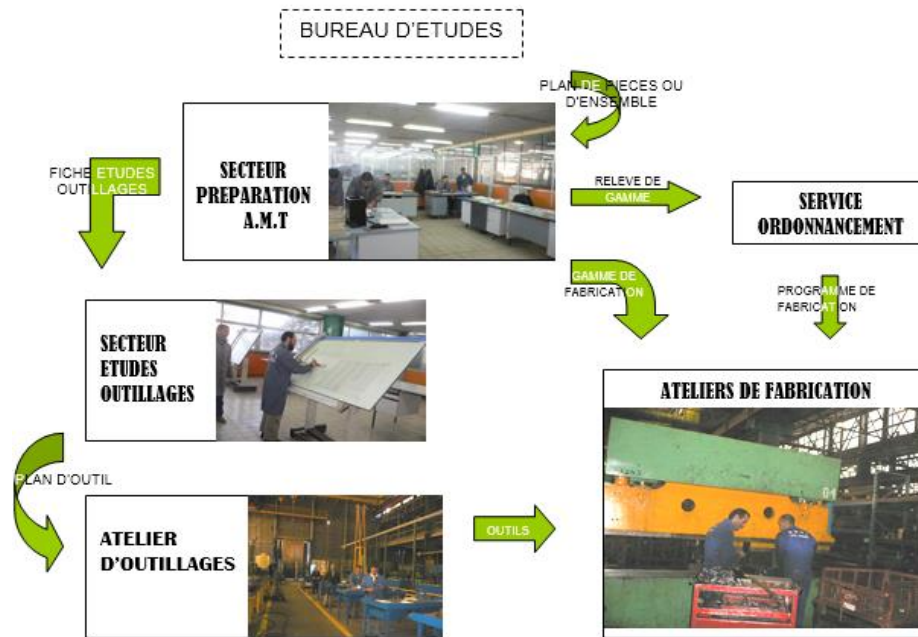 BUREAU D'ETUDES
PLAN DE PIECES OU
D'ENSEMBLE
SECTEUR
PREPARATION
A.M.T
FICHE ETUDES
OUTILLAGES
RELEVE DE
GAMME
SERVICE
ORDONNANCEMENT
GAMME DE
FABRICATION
PROGRAMME DE
FABRICATION
SECTEUR
ETUDES
OUTILLAGES
ATELIERS DE FABRICATION
PLAN D'OUTIL
ATELIER
D'OUTILLAGES
OUTILS